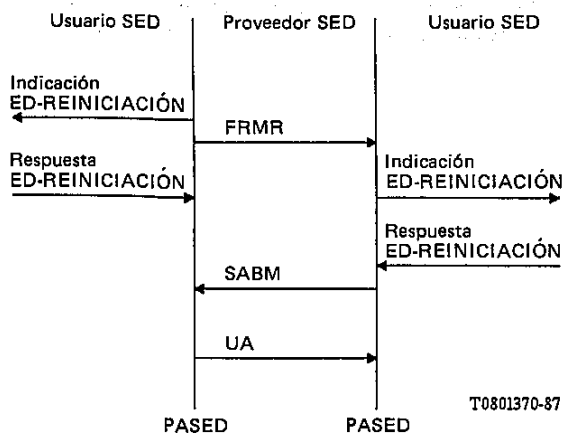 Usuario SED
Proveedor SED
Usuario SED
Indicación
ED-REINICIACIÓN
FRMR
Respuesta
ED-REINICIACIÓN
Indicación
ED-REINICIACIÓN
Respuesta
ED-REINICIACIÓN
SABM
UA
T0801370-87
PASED
PASED